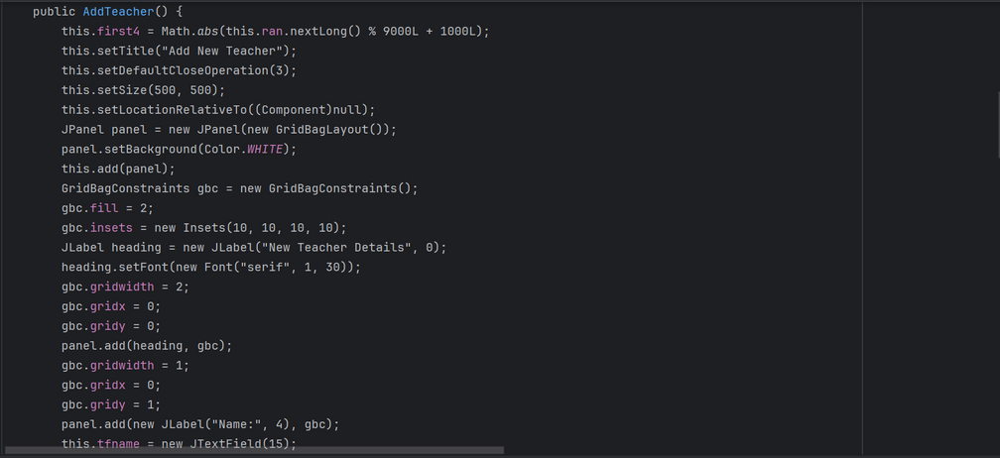 public AddTeacher() {
this.first4 = Math.abs(this.ran.nextLong() % 9000L + 1000L);
this.setTitle("Add New Teacher");
this.setDefaultCloseOperation(3);
this.setSize(500, 500);
this.setLocationRelativeTo((Component)null);
JPanel panel = new JPanel(new GridBagLayout());
panel.setBackground(Color.WHITE);
this.add(panel);
GridBagConstraints gbc = new GridBagConstraints();
gbc.fill = 2;
gbc.insets = new Insets(10, 10, 10, 10);
JLabel heading = new JLabel("New Teacher Details", 0);
heading.setFont(new Font("serif", 1, 30));
gbc.gridwidth = 2;
gbc.gridx = 0;
gbc.gridy = 0;
panel.add(heading, gbc);
gbc.gridwidth = 1;
gbc.gridx = 0;
gbc.gridy = 1;
panel.add(new JLabel("Name:", 4), gbc);
this.tfname = new JTextField(15);